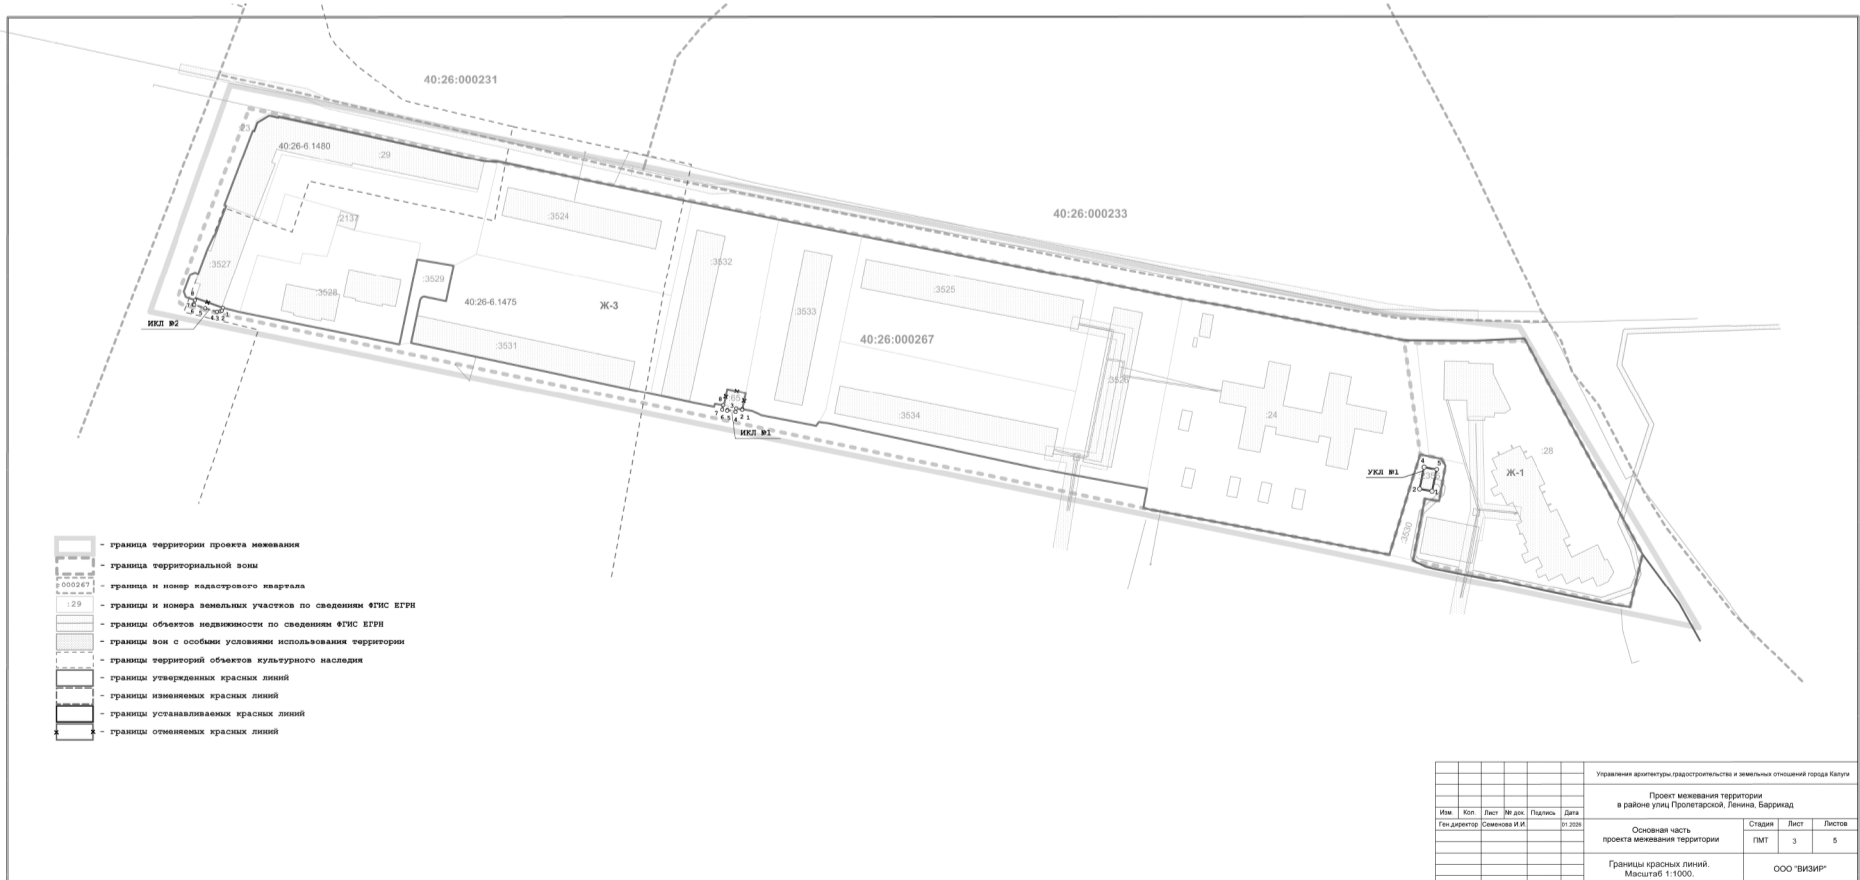 40:26:000231
:23
40:26-6.1480
:29
40:26:000233
:3524
:2137
:3527
:3532
:3529
:3528
40:26-6.1475
Ж-3
:3525
:3533
40:26:000267
ИКЛ №2
:3531
:65
ИКЛ №1
:3534
:3526
:24
:28
Ж-1
УКЛ №1
:3530
- граница территории проекта межевания
- граница территориальной зоны
000267 - граница и номер кадастрового квартала
:29 - границы и номера земельных участков по сведениям ФГИС ЕГРН
- границы объектов недвижимости по сведениям ФГИС ЕГРН
- границы зон с особыми условиями использования территории
- границы территорий объектов культурного наследия
- границы утвержденных красных линий
- границы изменяемых красных линий
- границы устанавливаемых красных линий
- границы отменяемых красных линий
Управления архитектуры,градостроительства и земельных отношений города Калуги
Проект межевания территории
в районе улиц Пролетарской, Ленина, Баррикад
Изм. Кол. Лист № док. Подпись Дата
Ген.директор Семенова И.И. 01.2026
Основная часть
проекта межевания территории
Стадия Лист Листов
ПМТ 3 5
Границы красных линий.
Масштаб 1:1000.
ООО "ВИЗИР"